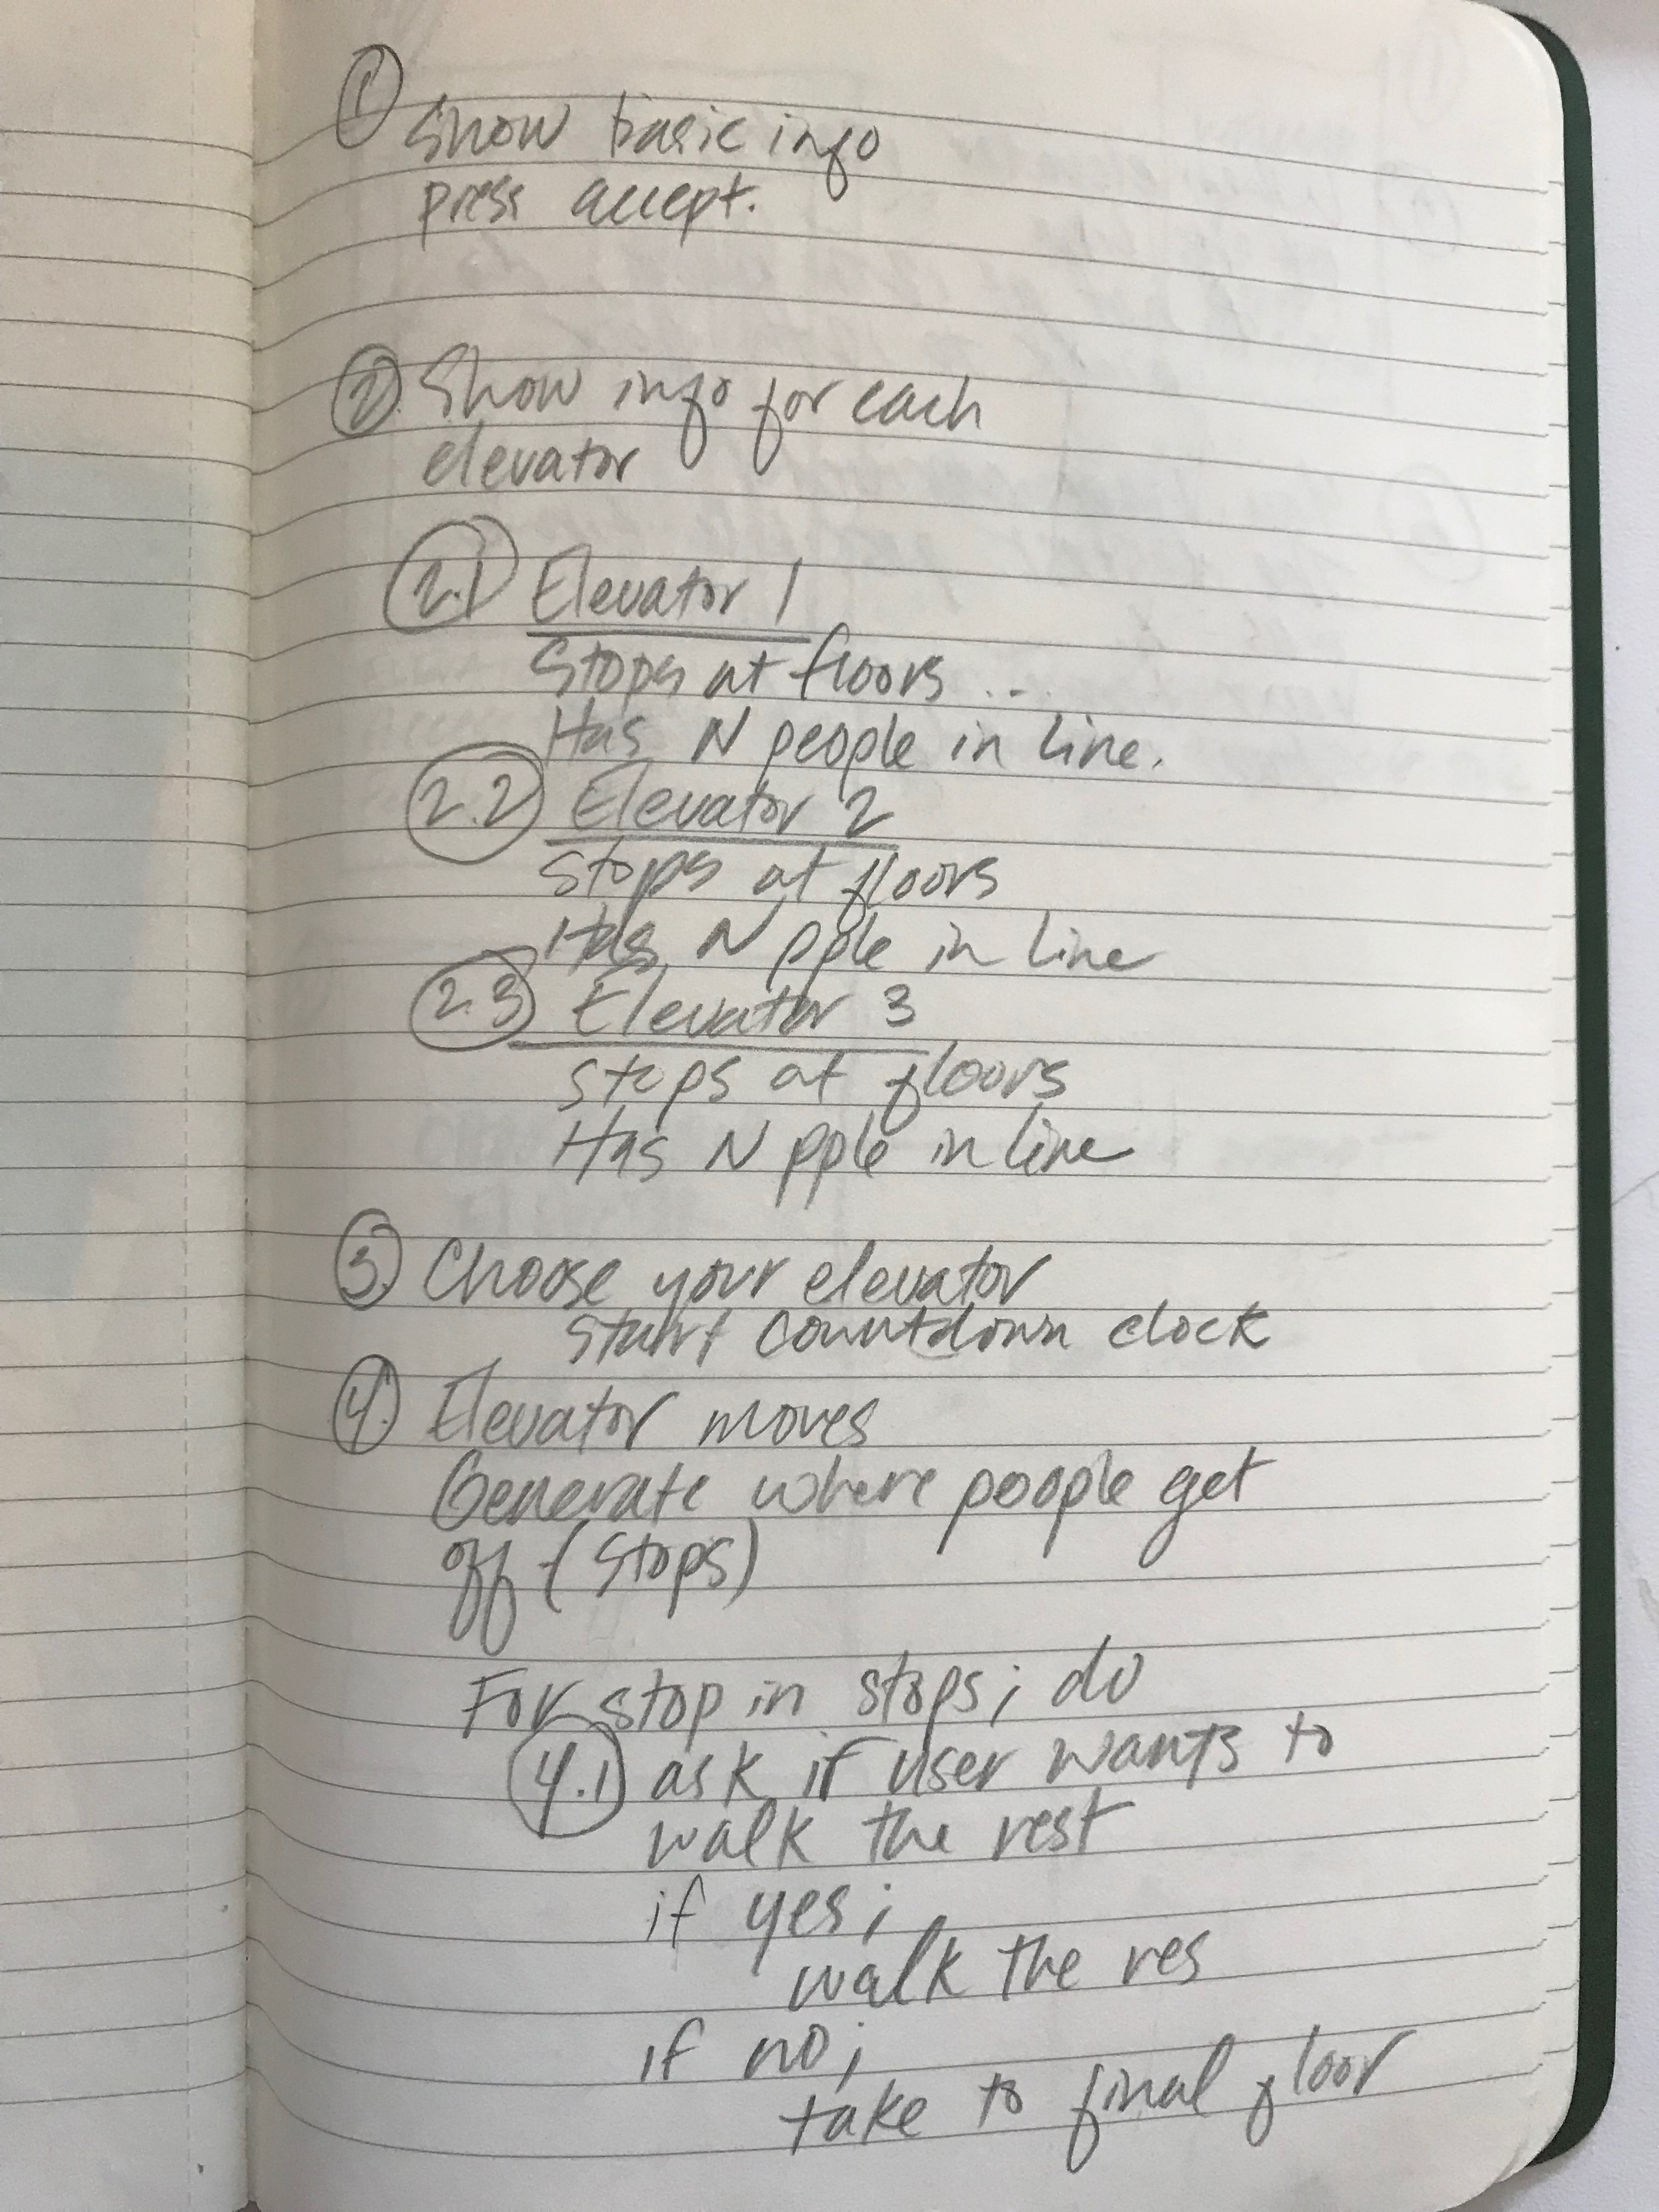 1
Show basic info
press accept.
2. Show info for each
elevator
2.1 Elevator 1
Stops at floors ...
Has N people in line.
2.2 Elevator 2
stops at floors
Has N pple in line
2.3 Elevator 3
stops at floors
Has N pple in line
3. Choose your elevator
start countdown clock
4. Elevator moves
Generate where people get
off (stops)
For stop in stops; do
4.1 ask if user wants to
walk the rest
if yes;
walk the res
if no;
take to final floor